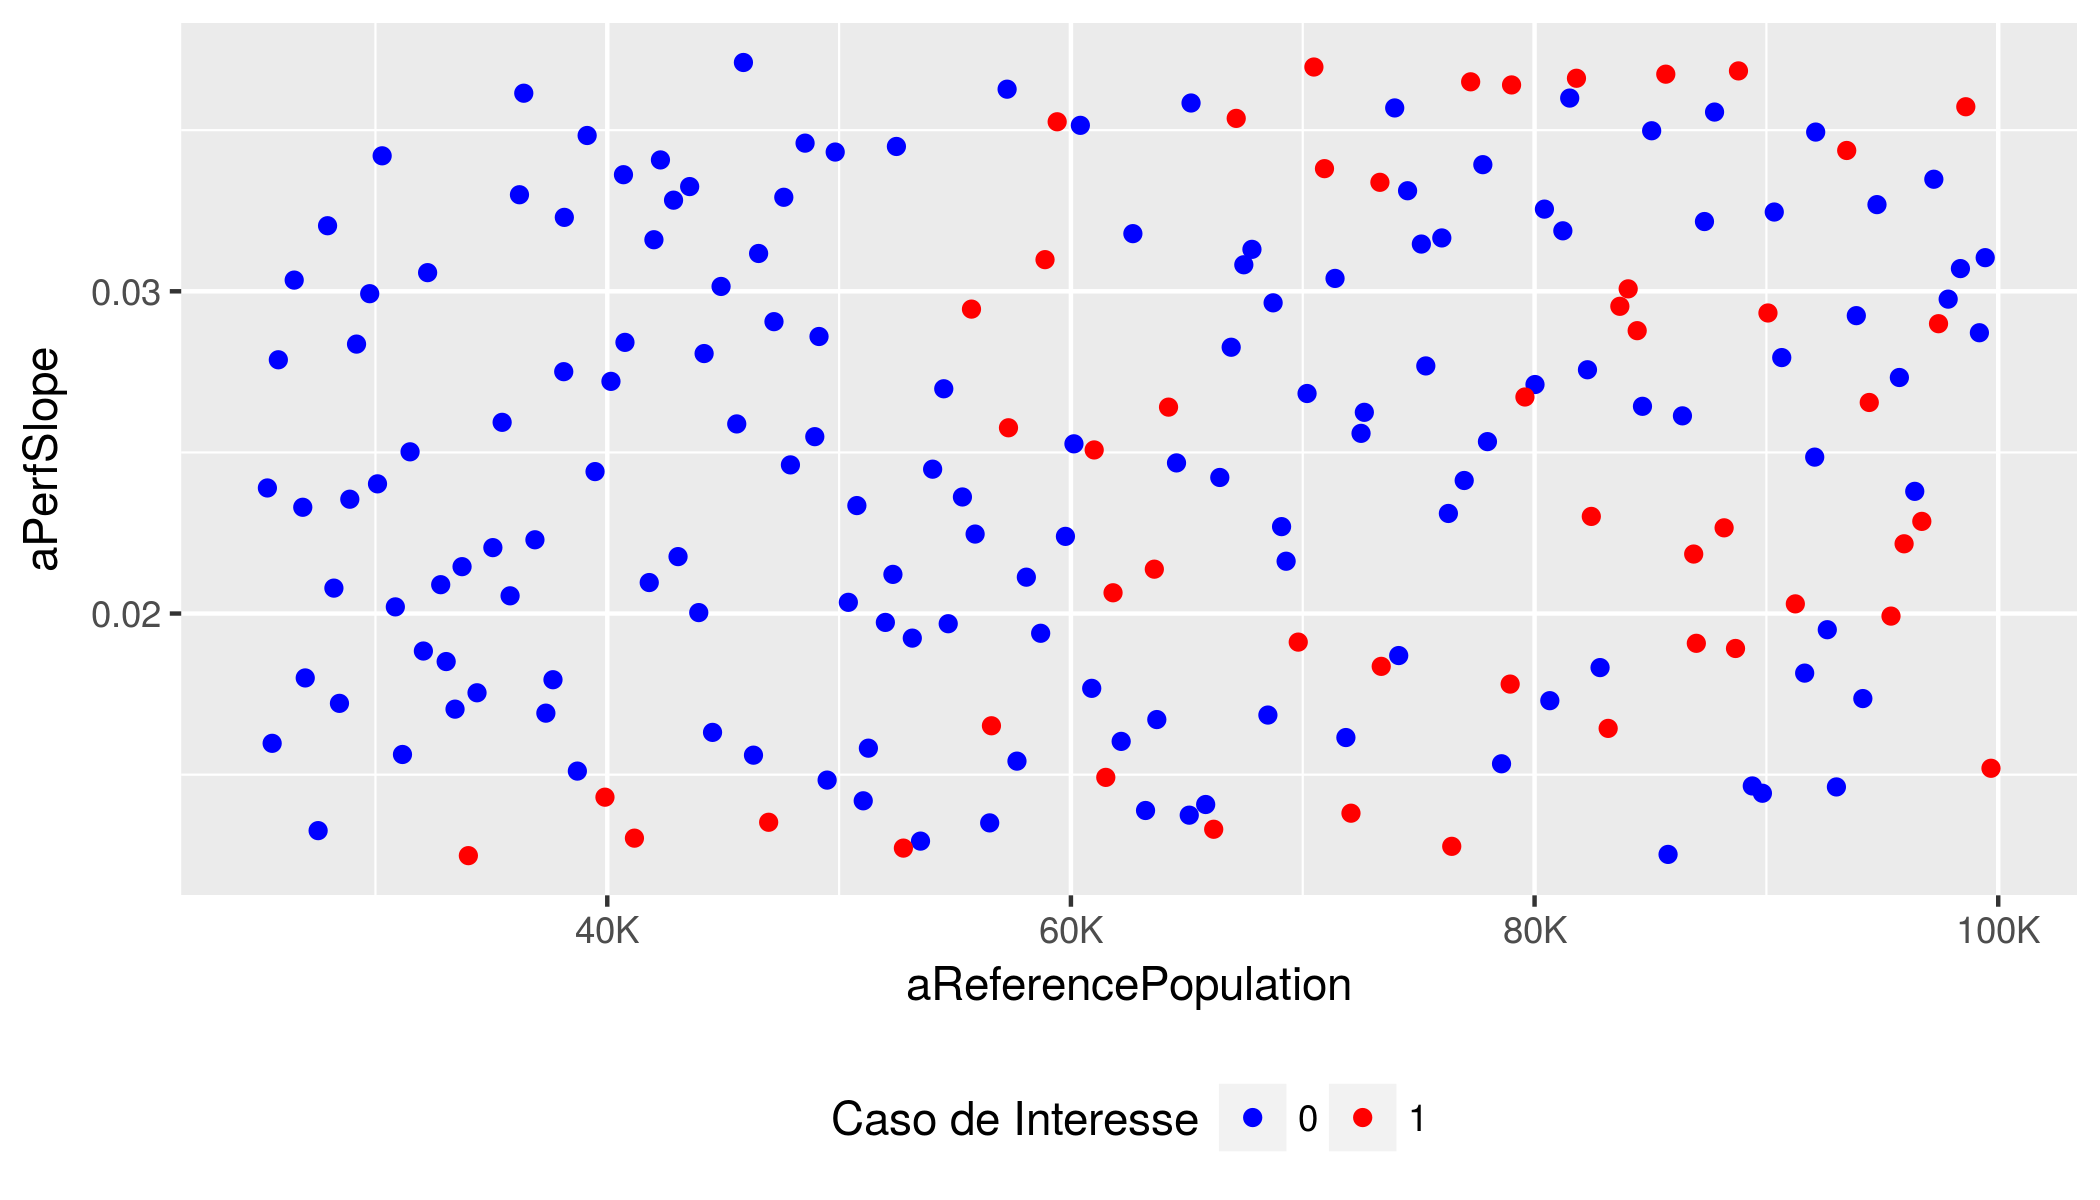 aPerfSlope
0.03
0.02
40K 60K 80K 100K
aReferencePopulation
Caso de Interesse 0 1